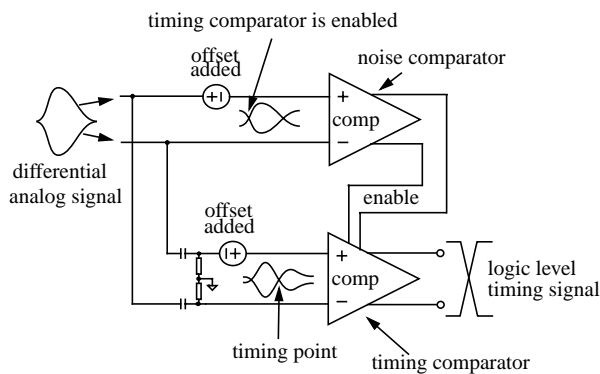 timing comparator is enabled
offset
added
noise comparator
+I
+
comp
−
differential
analog signal
enable
offset
added
I+
+
comp
−
logic level
timing signal
timing point
timing comparator